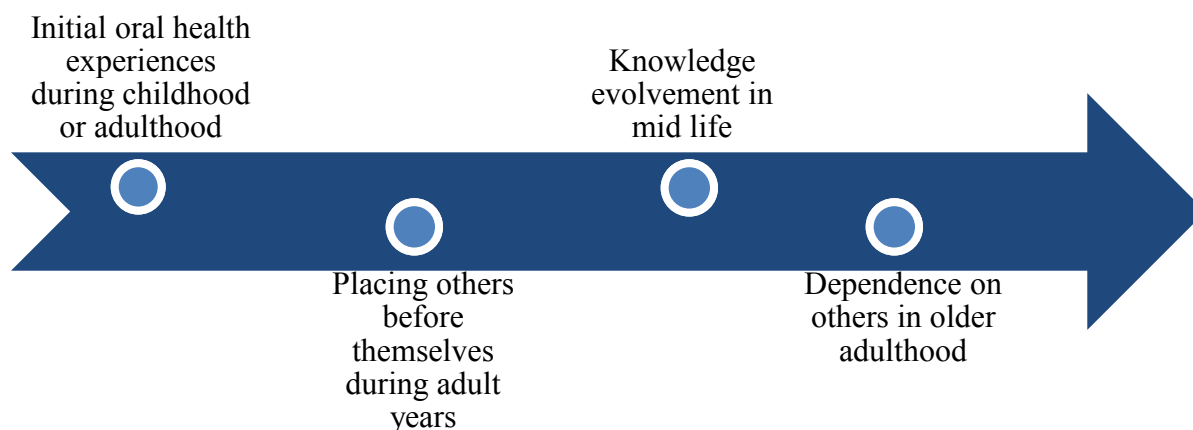 Initial oral health
experiences
during childhood
or adulthood
Placing others
before
themselves
during adult
years
Knowledge
evolvement in
mid life
Dependence on
others in older
adulthood